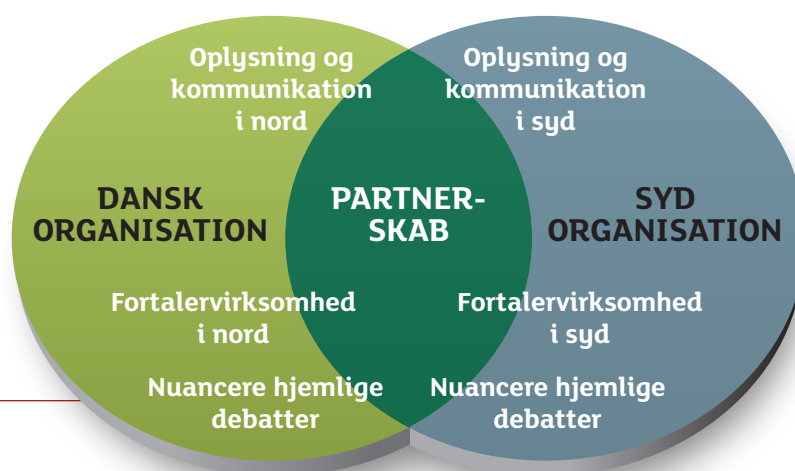 Oplysning og
kommunikation
i nord
Oplysning og
kommunikation
i syd
DANSK
ORGANISATION
PARTNER-
SKAB
SYD
ORGANISATION
Fortalervirksomhed
i nord
Fortalervirksomhed
i syd
Nuancere hjemlige
debatter
Nuancere hjemlige
debatter